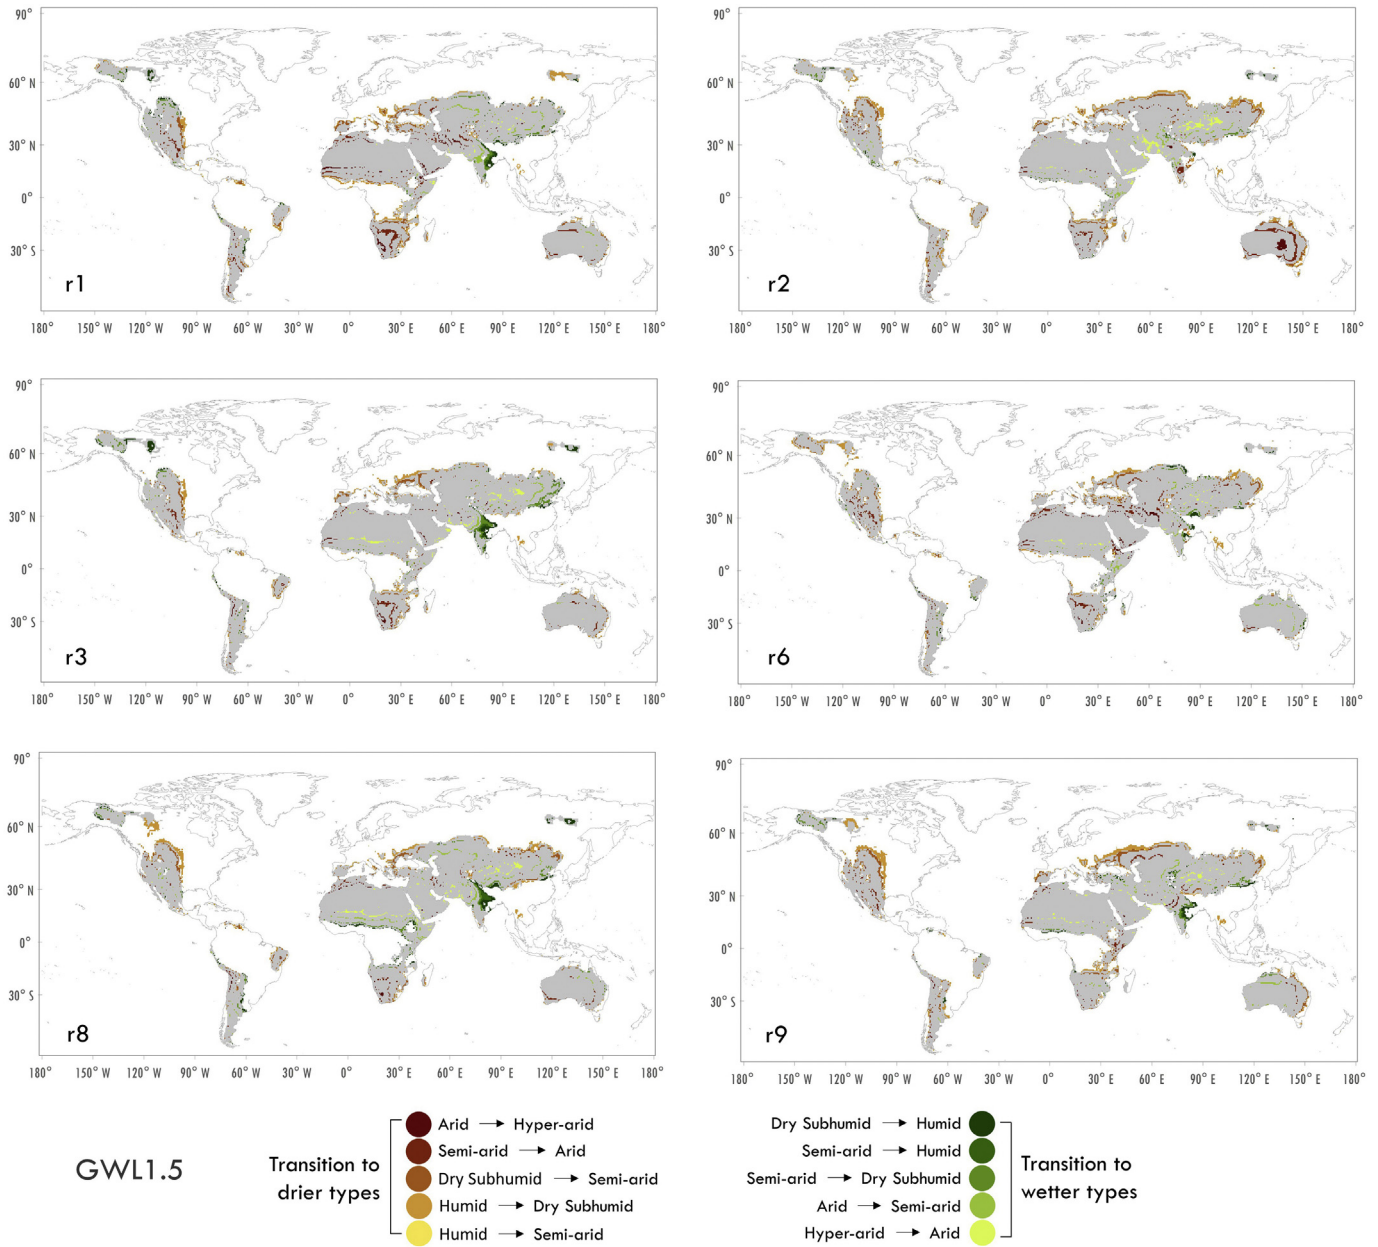 90°
60° N
30° N
0°
30° S
r1
180° 150° W 120° W 90° W 60° W 30° W 0° 30° E 60° E 90° E 120° E 150° E 180°
90°
60° N
30° N
0°
30° S
r2
180° 150° W 120° W 90° W 60° W 30° W 0° 30° E 60° E 90° E 120° E 150° E 180°
90°
60° N
30° N
0°
30° S
r3
180° 150° W 120° W 90° W 60° W 30° W 0° 30° E 60° E 90° E 120° E 150° E 180°
90°
60° N
30° N
0°
30° S
r6
180° 150° W 120° W 90° W 60° W 30° W 0° 30° E 60° E 90° E 120° E 150° E 180°
90°
60° N
30° N
0°
30° S
r8
180° 150° W 120° W 90° W 60° W 30° W 0° 30° E 60° E 90° E 120° E 150° E 180°
90°
60° N
30° N
0°
30° S
r9
180° 150° W 120° W 90° W 60° W 30° W 0° 30° E 60° E 90° E 120° E 150° E 180°
GWL1.5
Transition to
drier types
Arid → Hyper-arid
Semi-arid → Arid
Dry Subhumid → Semi-arid
Humid → Dry Subhumid
Humid → Semi-arid
Dry Subhumid → Humid
Semi-arid → Humid
Semi-arid → Dry Subhumid
Arid → Semi-arid
Hyper-arid → Arid
Transition to
wetter types